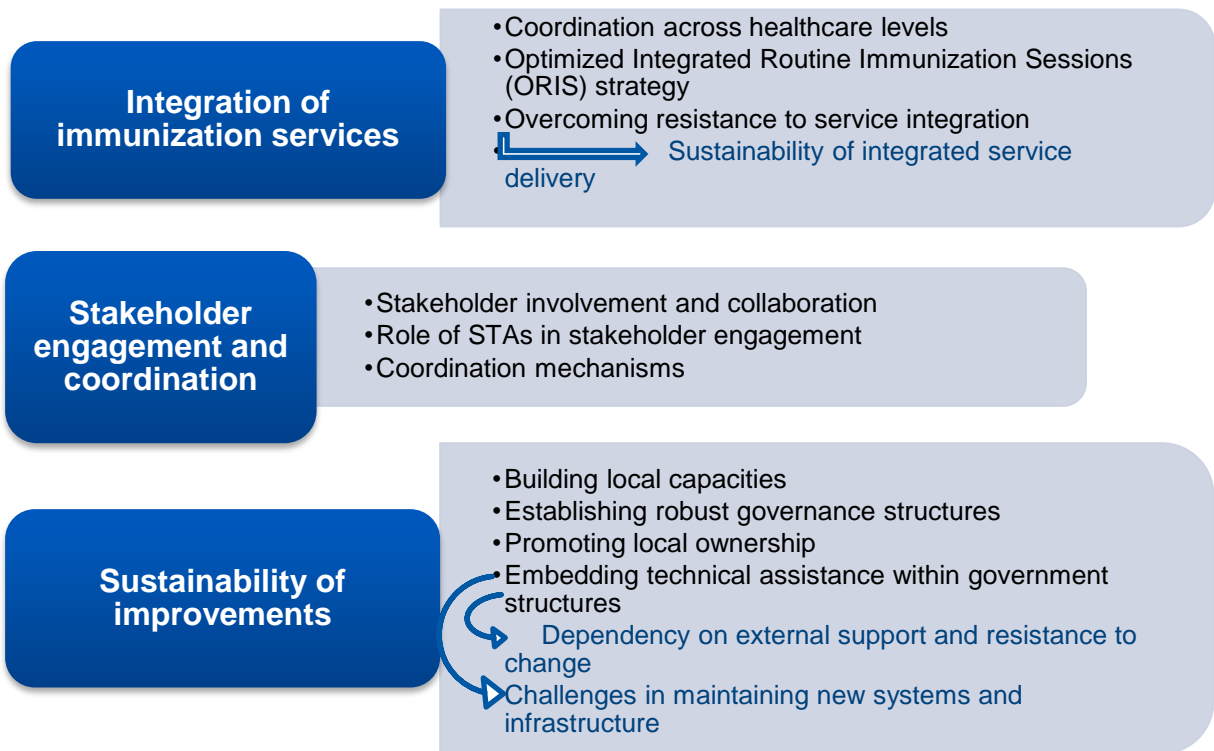 Integration of
immunization services
•Coordination across healthcare levels
•Optimized Integrated Routine Immunization Sessions
(ORIS) strategy
•Overcoming resistance to service integration
• Sustainability of integrated service
delivery
Stakeholder
engagement and
coordination
•Stakeholder involvement and collaboration
•Role of STAs in stakeholder engagement
•Coordination mechanisms
Sustainability of
improvements
•Building local capacities
•Establishing robust governance structures
•Promoting local ownership
•Embedding technical assistance within government
structures
Dependency on external support and resistance to
change
Challenges in maintaining new systems and
infrastructure